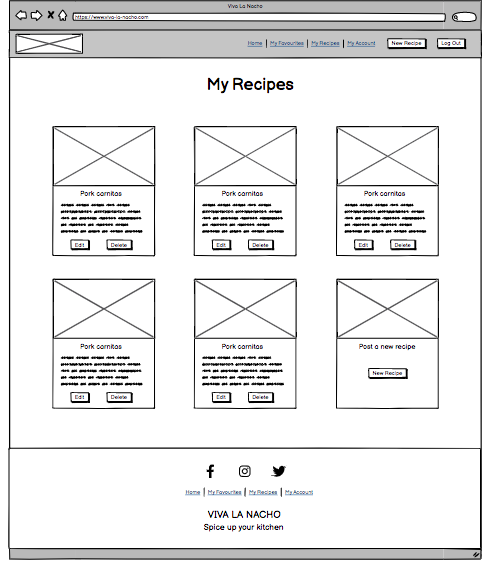 Viva La Nacho
https://www.viva-la-nacho.com
Home | My Favourites | My Recipes | My Account New Recipe Log Out
My Recipes
Pork carnitas Pork carnitas Pork carnitas
Edit Delete Edit Delete Edit Delete
Pork carnitas Pork carnitas Post a new recipe
New Recipe
Edit Delete Edit Delete
Home | My Favourites | My Recipes | My Account
VIVA LA NACHO
Spice up your kitchen